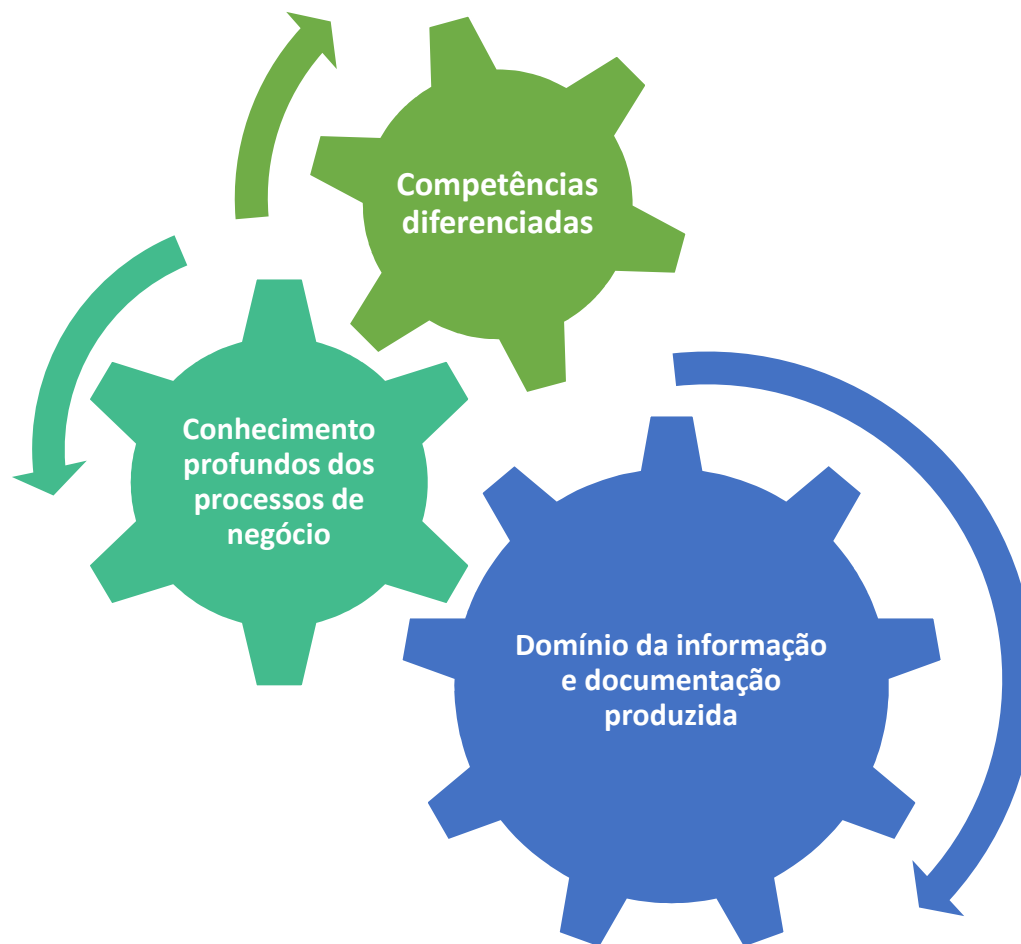 Competências
diferenciadas
Conhecimento
profundos dos
processos de
negócio
Domínio da informação
e documentação
produzida